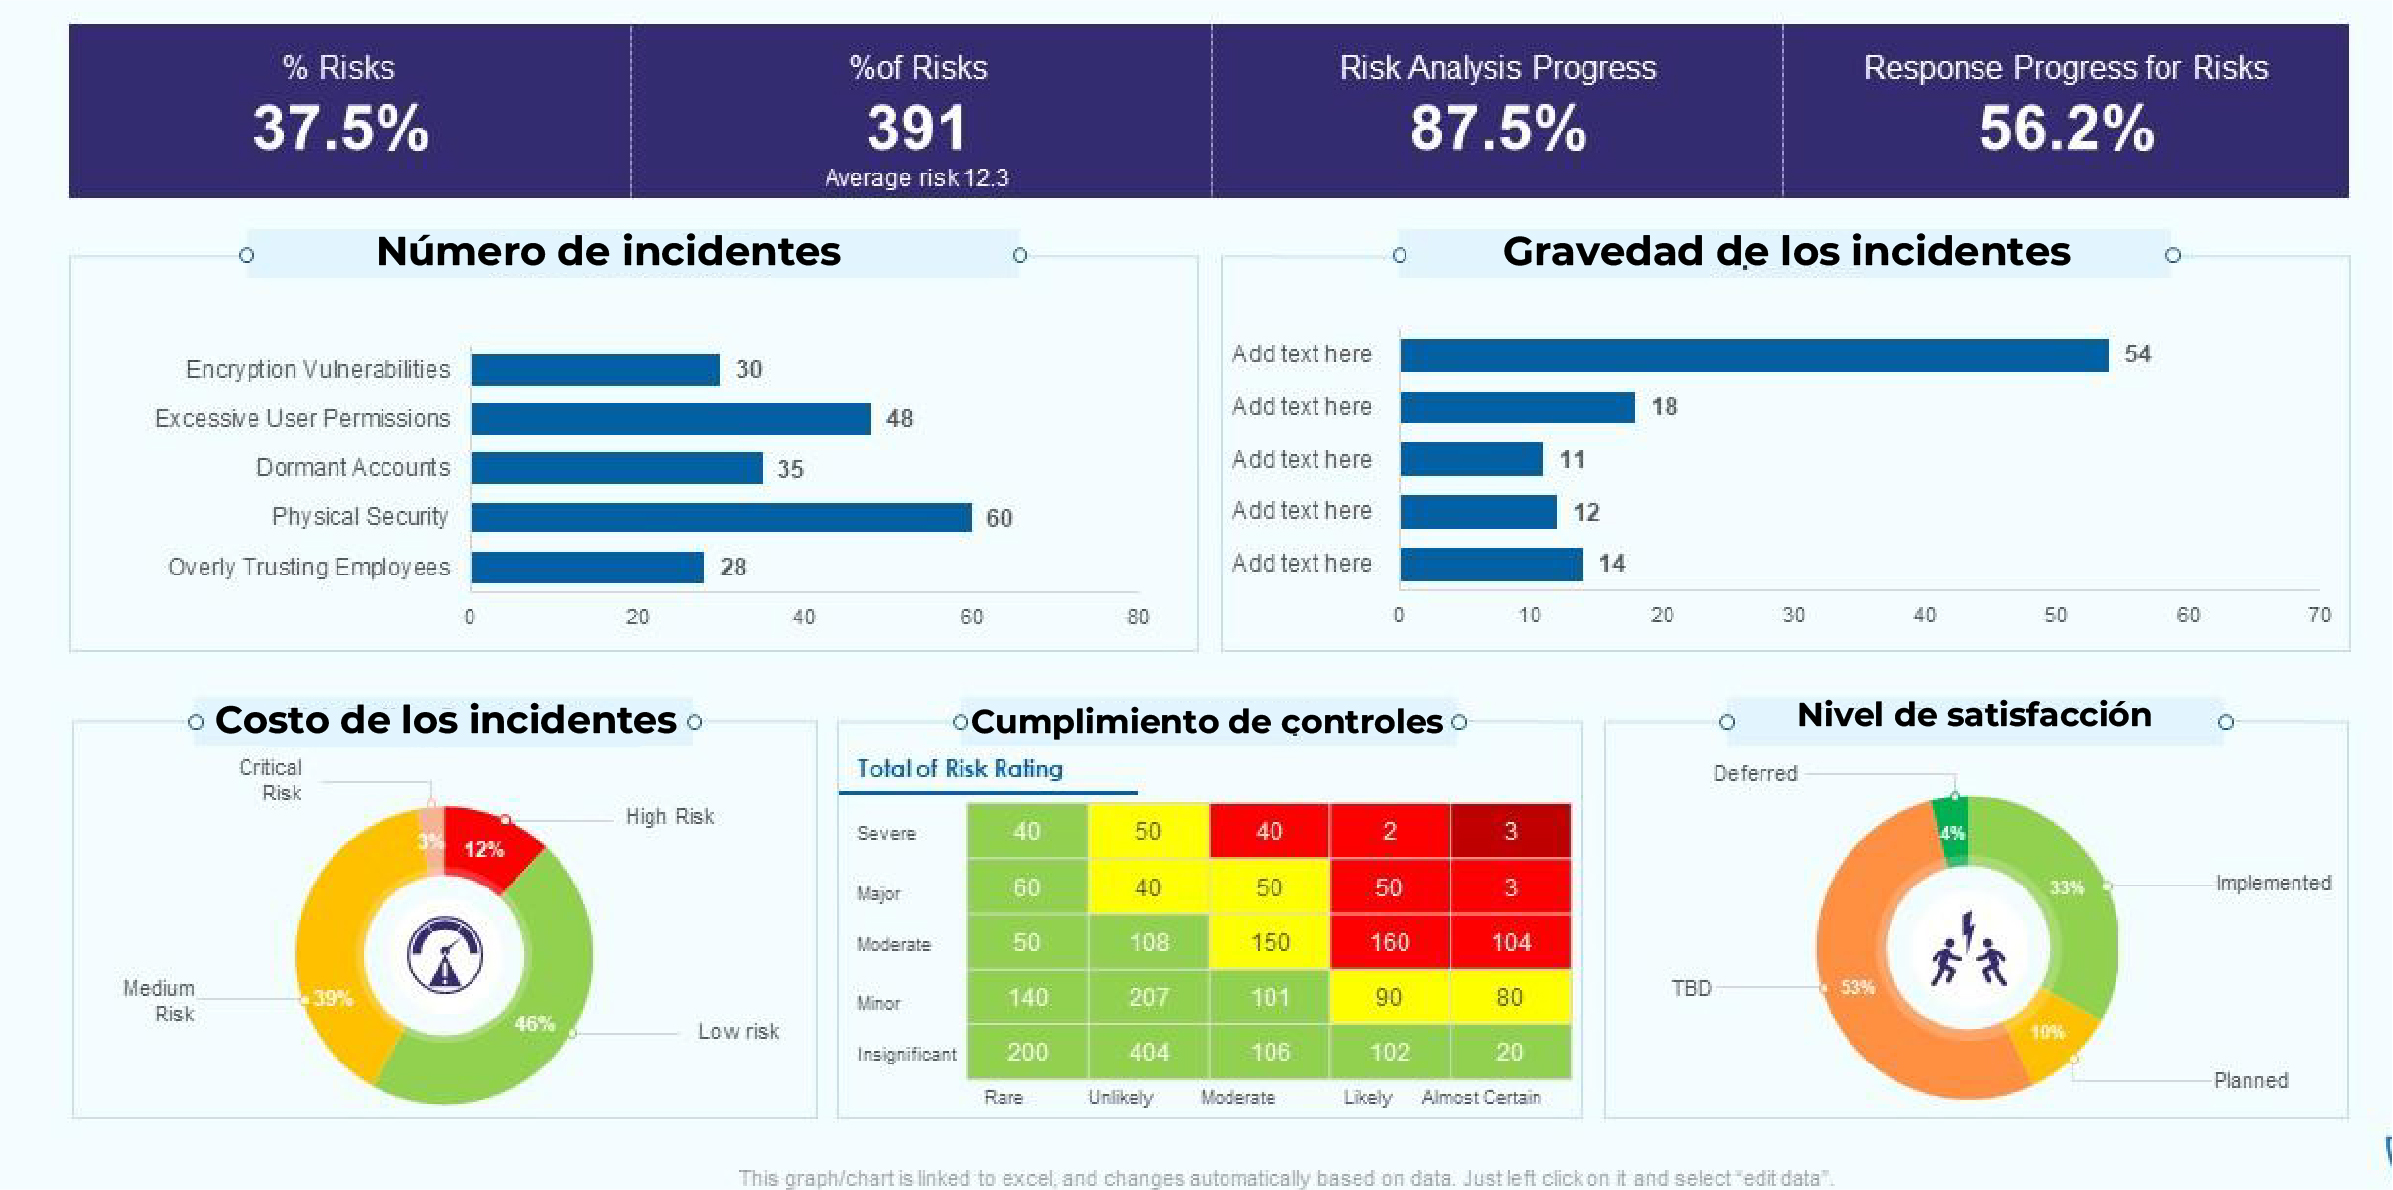 % Risks
37.5%
%of Risks
391
Average risk 12.3
Risk Analysis Progress
87.5%
Response Progress for Risks
56.2%
Número de incidentes
Encryption Vulnerabilities
30
Excessive User Permissions
48
Dormant Accounts
35
Physical Security
60
Overly Trusting Employees
28
0 20 40 60 80
Gravedad de los incidentes
Add text here
54
Add text here
18
Add text here
11
Add text here
12
Add text here
14
0 10 20 30 40 50 60 70
Costo de los incidentes
Critical
Risk
High Risk
3%
12%
Medium
Risk
39%
46%
Low risk
Cumplimiento de controles
Total of Risk Rating
Severe 40 50 40 2 3
Major 60 40 50 50 3
Moderate 50 108 150 160 104
Minor 140 207 101 90 80
Insignificant 200 404 106 102 20
Rare Unlikely Moderate Likely Almost Certain
Nivel de satisfacción
Deferred
4%
33%
Implemented
TBD
53%
10%
Planned
This graph/chart is linked to excel, and changes automatically based on data. Just left click on it and select "edit data".